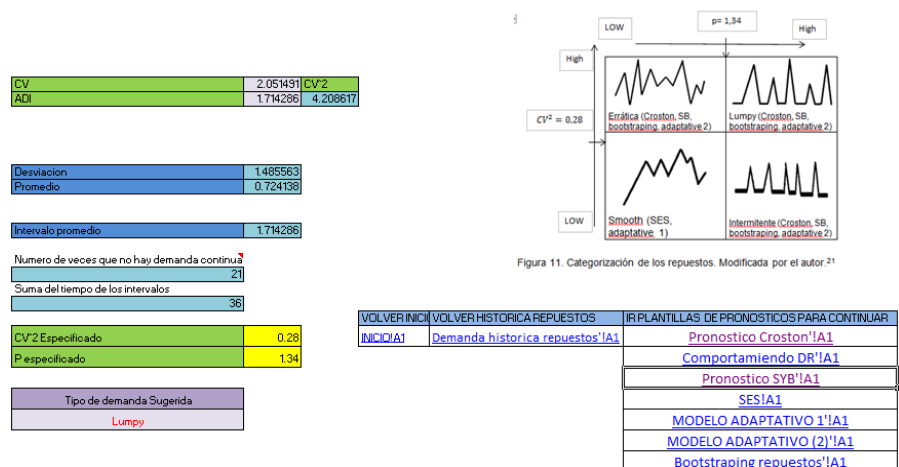 CV 2.051491 CV^2
ADI 1.714286 4.208617
Desviacion 1.485563
Promedio 0.724138
Intervalo promedio 1.714286
Numero de veces que no hay demanda continua
21
Suma del tiempo de los intervalos
36
CV^2 Especificado 0.28
P especificado 1.34
Tipo de demanda Sugerida
Lumpy
p= 1,34
LOW
High
High
CV² = 0.28
LOW
Errática (Croston, SB,
bootstraping, adaptative 2)
Lumpy (Croston, SB,
bootstraping, adaptative 2)
Smooth (SES,
adaptative 1)
Intermitente (Croston, SB,
bootstraping, adaptative 2)
Figura 11. Categorización de los repuestos. Modificada por el autor.²¹
VOLVER INICI VOLVER HISTORICA REPUESTOS IR PLANTILLAS DE PRONOSTICOS PARA CONTINUAR
INICIO!A1 Demanda historica repuestos'!A1 Pronostico Croston'!A1
Comportamiendo DR'!A1
Pronostico SYB'!A1
SES!A1
MODELO ADAPTATIVO 1'!A1
MODELO ADAPTATIVO (2)'!A1
Bootstraping repuestos'!A1